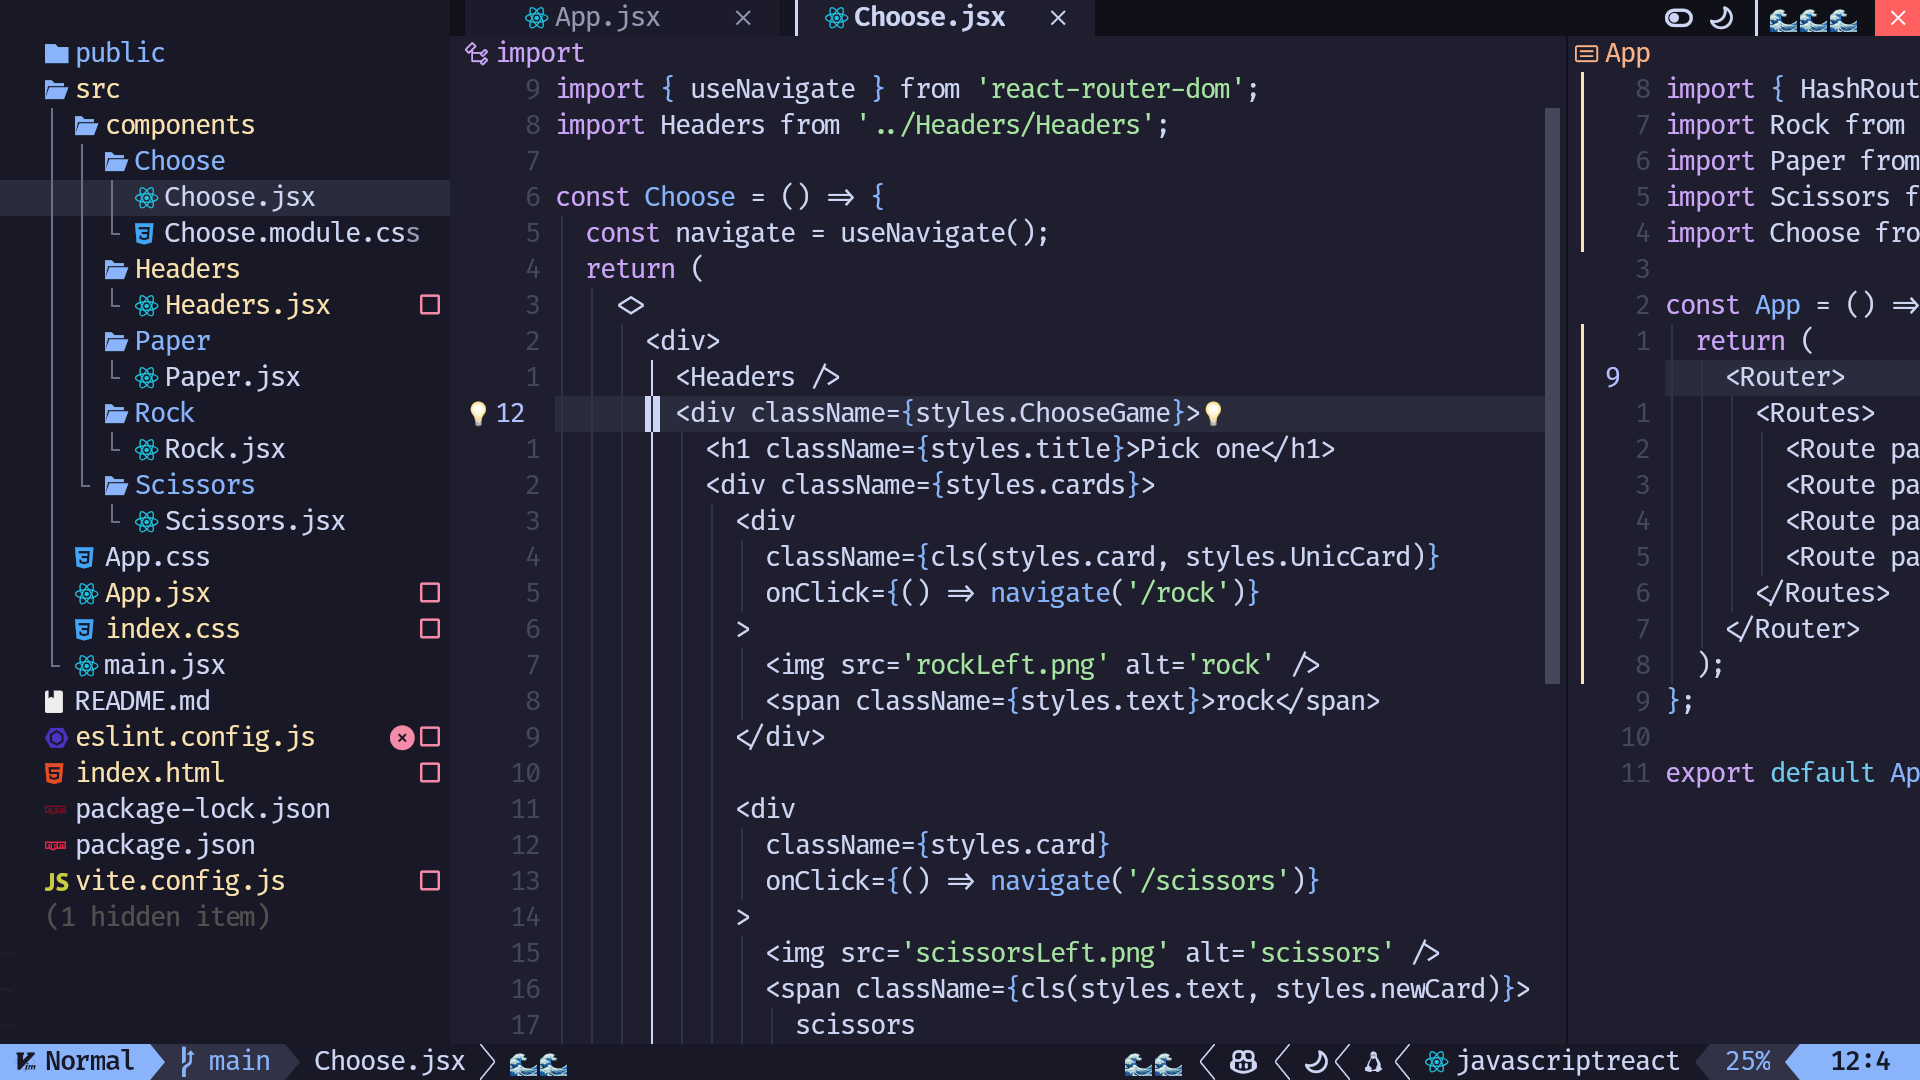 public
src
components
Choose
Choose.jsx
Choose.module.css
Headers
Headers.jsx
Paper
Paper.jsx
Rock
Rock.jsx
Scissors
Scissors.jsx
App.css
App.jsx
index.css
main.jsx
README.md
eslint.config.js
index.html
package-lock.json
package.json
JS vite.config.js
(1 hidden item)
App.jsx
Choose.jsx
import
9 import { useNavigate } from 'react-router-dom';
8 import Headers from '../Headers/Headers';
7
6 const Choose = () => {
5 const navigate = useNavigate();
4 return (
3 <>
2 <div>
1 <Headers />
12 <div className={styles.ChooseGame}>
1 <h1 className={styles.title}>Pick one</h1>
2 <div className={styles.cards}>
3 <div
4 className={cls(styles.card, styles.UnicCard)}
5 onClick={() => navigate('/rock')}
6 >
7 <img src='rockLeft.png' alt='rock' />
8 <span className={styles.text}>rock</span>
9 </div>
10
11 <div
12 className={styles.card}
13 onClick={() => navigate('/scissors')}
14 >
15 <img src='scissorsLeft.png' alt='scissors' />
16 <span className={cls(styles.text, styles.newCard)}>
17 scissors
App
8 import { HashRout
7 import Rock from
6 import Paper from
5 import Scissors f
4 import Choose fro
3
2 const App = () =>
1 return (
9 <Router>
1 <Routes>
2 <Route pa
3 <Route pa
4 <Route pa
5 <Route pa
6 </Routes>
7 </Router>
8 );
9 };
10
11 export default Ap
Normal main Choose.jsx javascriptreact 25% 12:4